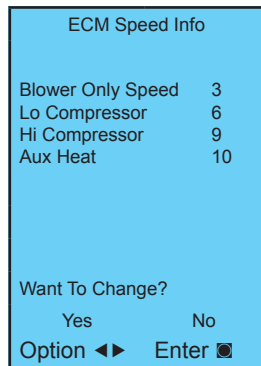 ECM Speed Info
Blower Only Speed 3
Lo Compressor 6
Hi Compressor 9
Aux Heat 10
Want To Change?
Yes No
Option ◀▶ Enter ◙